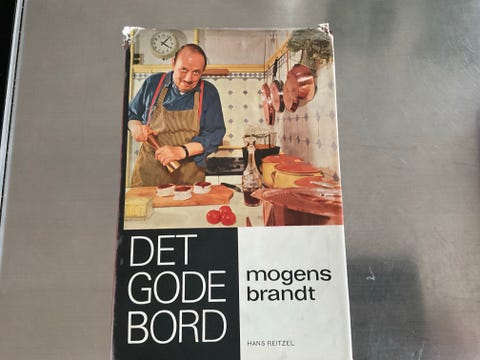 DET
GODE
BORD
mogens
brandt
HANS REITZEL